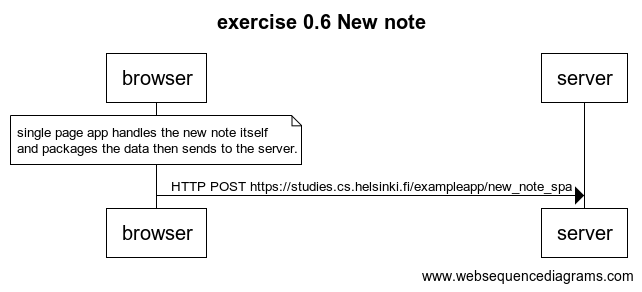 exercise 0.6 New note
browser
server
single page app handles the new note itself
and packages the data then sends to the server.
HTTP POST https://studies.cs.helsinki.fi/exampleapp/new_note_spa
browser
server
www.websequencediagrams.com